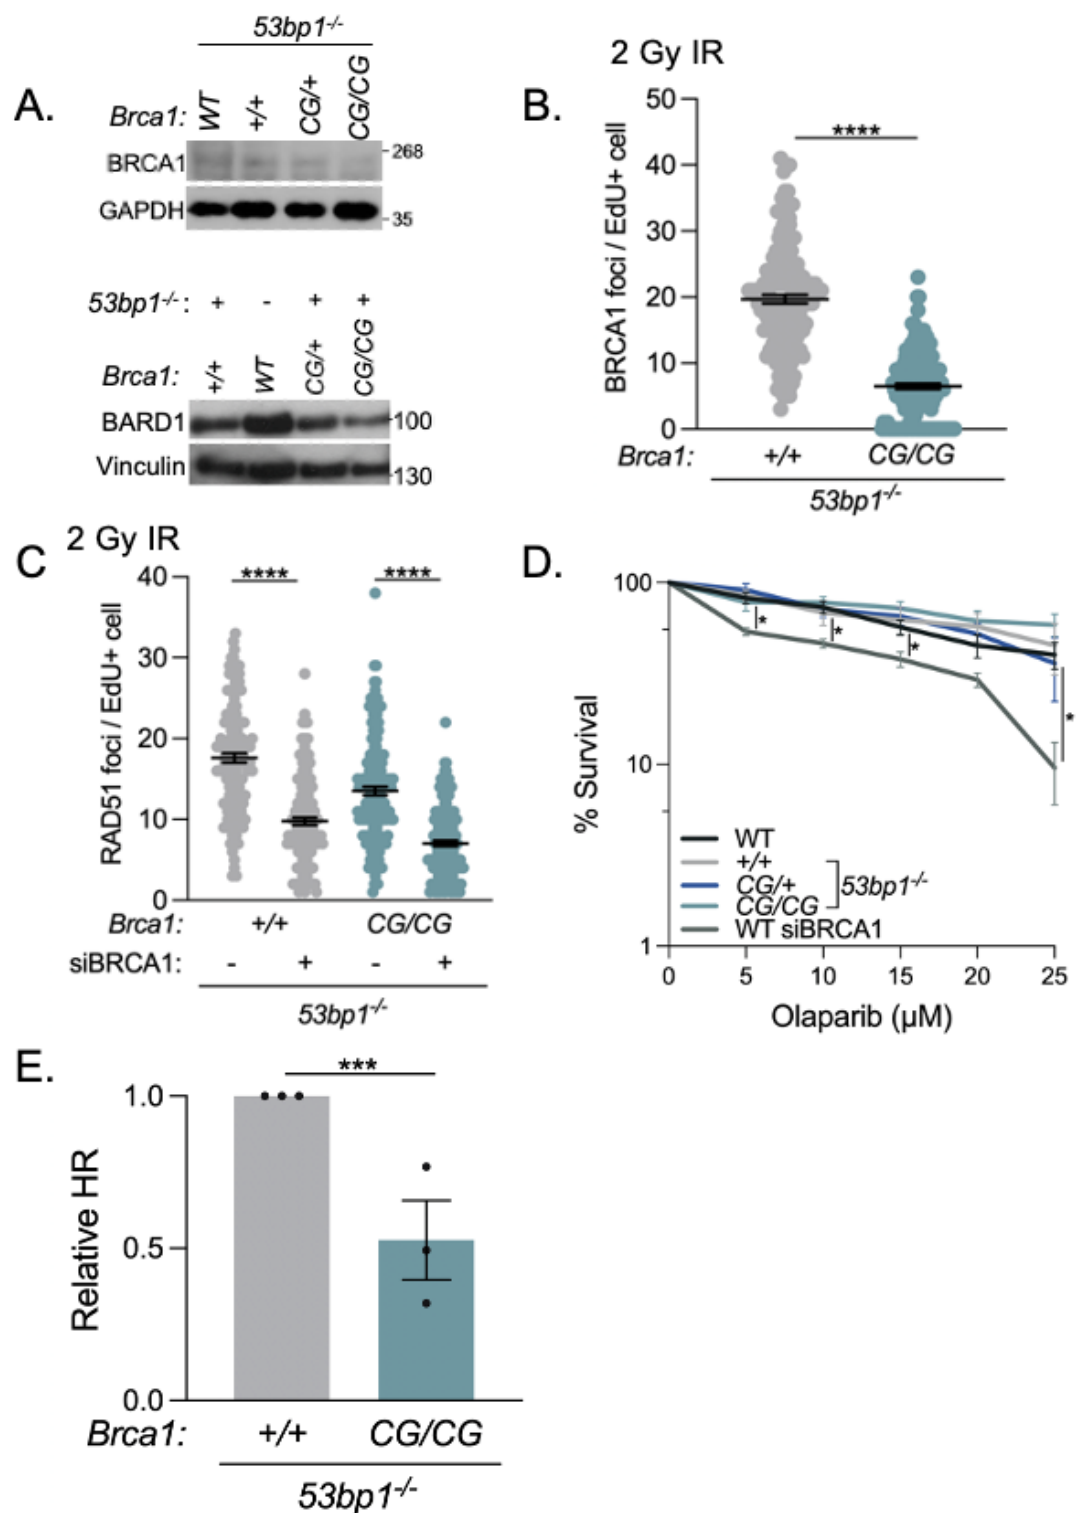 53bp1-/-
A.
Brca1: WT +/+ CG/+ CG/CG
BRCA1 268
GAPDH 35
53bp1-/-: + - + +
Brca1: +/+ WT CG/+ CG/CG
BARD1 100
Vinculin 130
B.
2 Gy IR
BRCA1 foci / EdU+ cell
50
40
30
20
10
0
****
Brca1: +/+ CG/CG
53bp1-/-
C
2 Gy IR
RAD51 foci / EdU+ cell
40
30
20
10
0
**** ****
Brca1: +/+ CG/CG
siBRCA1: - + - +
53bp1-/-
D.
% Survival
100
10
1
* * * *
WT
+/+
CG/+ 53bp1-/-
CG/CG
WT siBRCA1
0 5 10 15 20 25
Olaparib (µM)
E.
Relative HR
1.0
0.5
0.0
***
Brca1: +/+ CG/CG
53bp1-/-